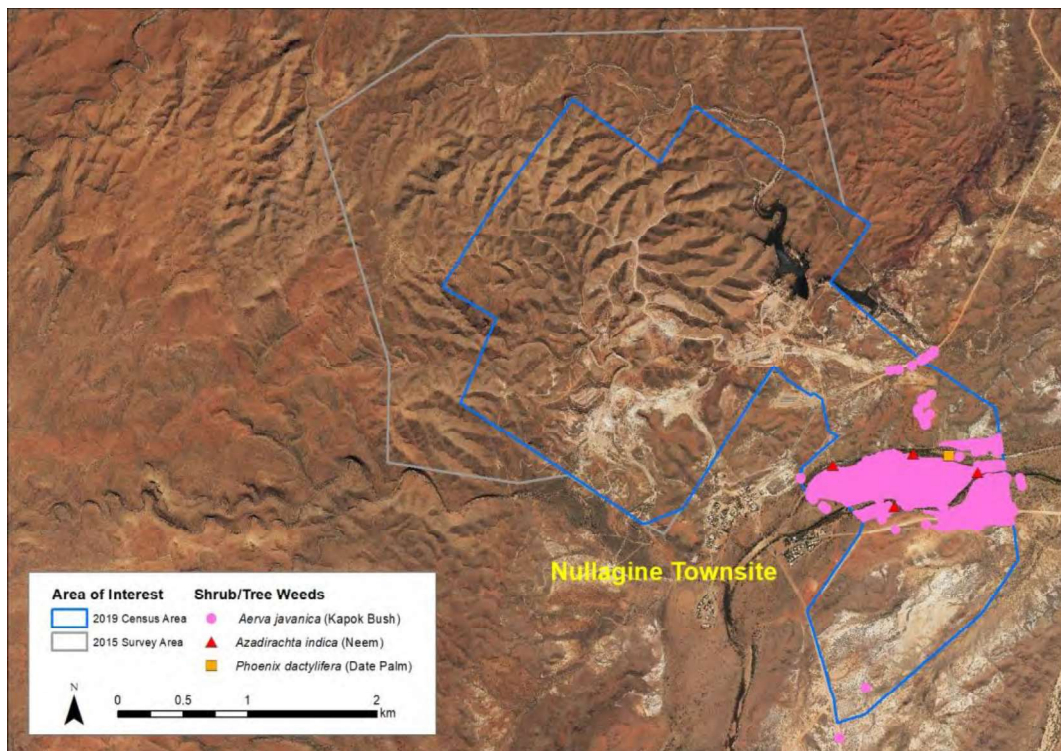 Nullagine Townsite
Area of Interest
2019 Census Area
2015 Survey Area
Shrub/Tree Weeds
Aerva javanica (Kapok Bush)
Azadirachta indica (Neem)
Phoenix dactylifera (Date Palm)
N
0 0.5 1 2
km